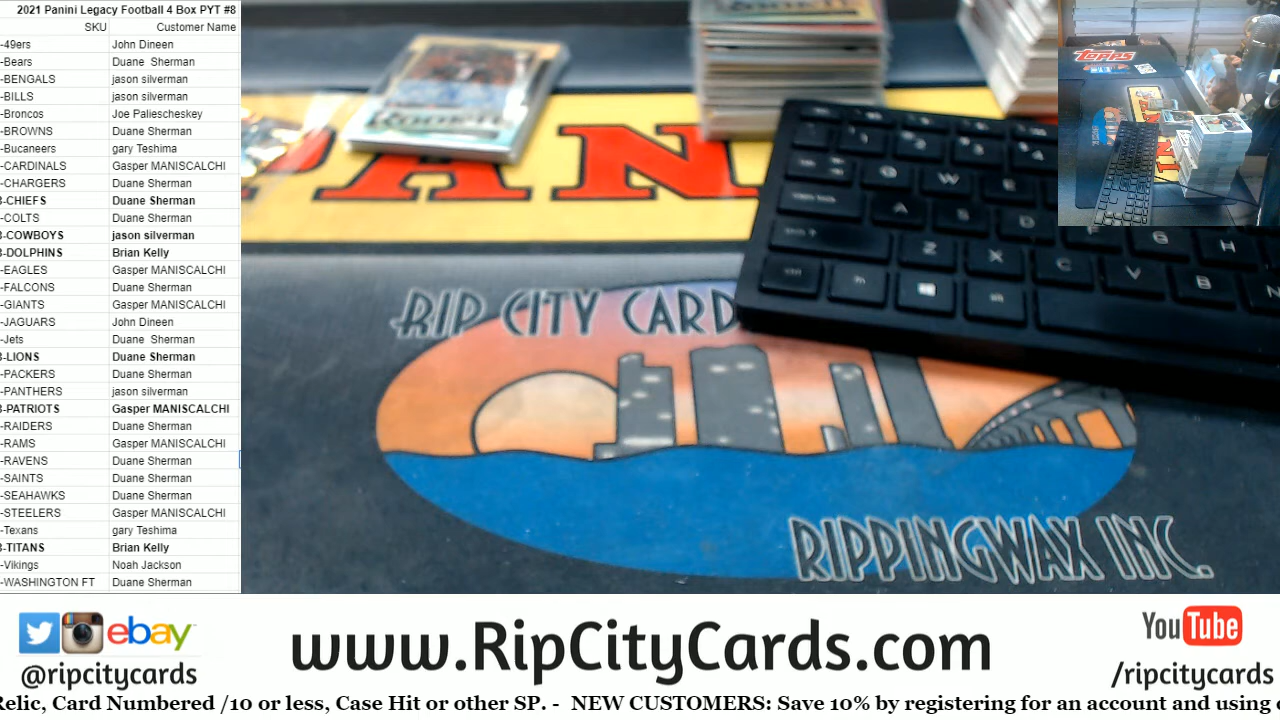 2021 Panini Legacy Football 4 Box PYT #8
SKU Customer Name
-49ers John Dineen
-Bears Duane Sherman
-BENGALS jason silverman
-BILLS jason silverman
-Broncos Joe Paliescheskey
-BROWNS Duane Sherman
-Bucaneers gary Teshima
-CARDINALS Gasper MANISCALCHI
-CHARGERS Duane Sherman
-CHIEFS Duane Sherman
-COLTS Duane Sherman
-COWBOYS jason silverman
-DOLPHINS Brian Kelly
-EAGLES Gasper MANISCALCHI
-FALCONS Duane Sherman
-GIANTS Gasper MANISCALCHI
-JAGUARS John Dineen
-Jets Duane Sherman
-LIONS Duane Sherman
-PACKERS Duane Sherman
-PANTHERS jason silverman
-PATRIOTS Gasper MANISCALCHI
-RAIDERS Duane Sherman
-RAMS Gasper MANISCALCHI
-RAVENS Duane Sherman
-SAINTS Duane Sherman
-SEAHAWKS Duane Sherman
-STEELERS Gasper MANISCALCHI
-Texans gary Teshima
-TITANS Brian Kelly
-Vikings Noah Jackson
-WASHINGTON FT Duane Sherman
Topps
PANI
Q W E
A S D F G H
Z X C V B N
RIP CITY CARD
RIPPINGWAX INC.
ebay
@ripcitycards
www.RipCityCards.com
YouTube
/ripcitycards
Relic, Card Numbered /10 or less, Case Hit or other SP. - NEW CUSTOMERS: Save 10% by registering for an account and using